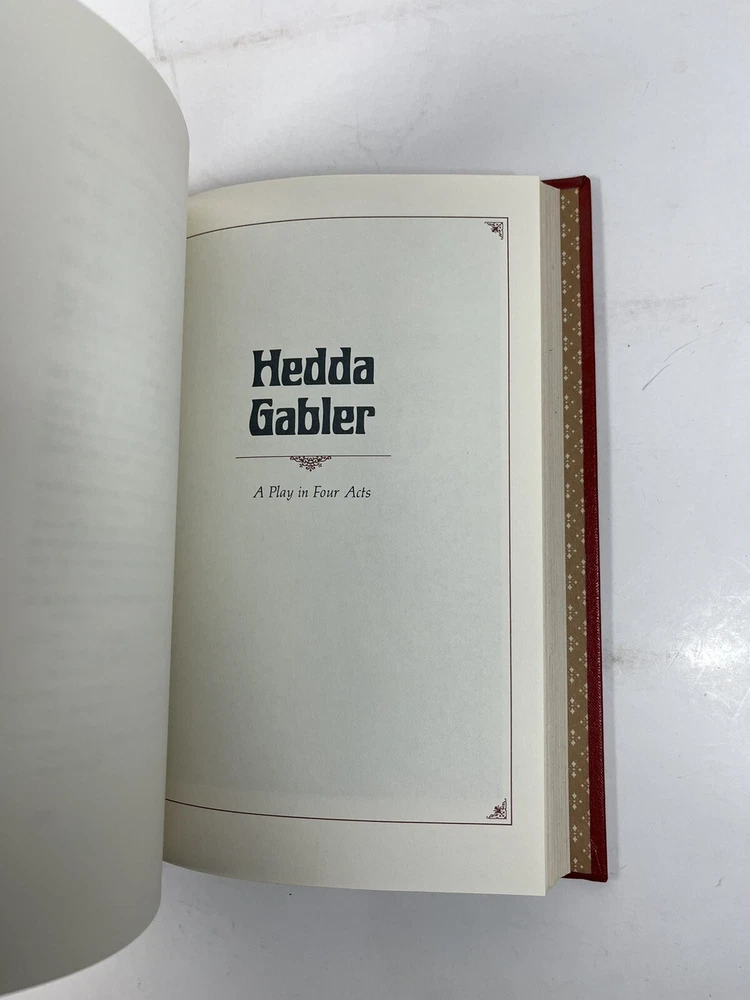 Hedda
Gabler
A Play in Four Acts